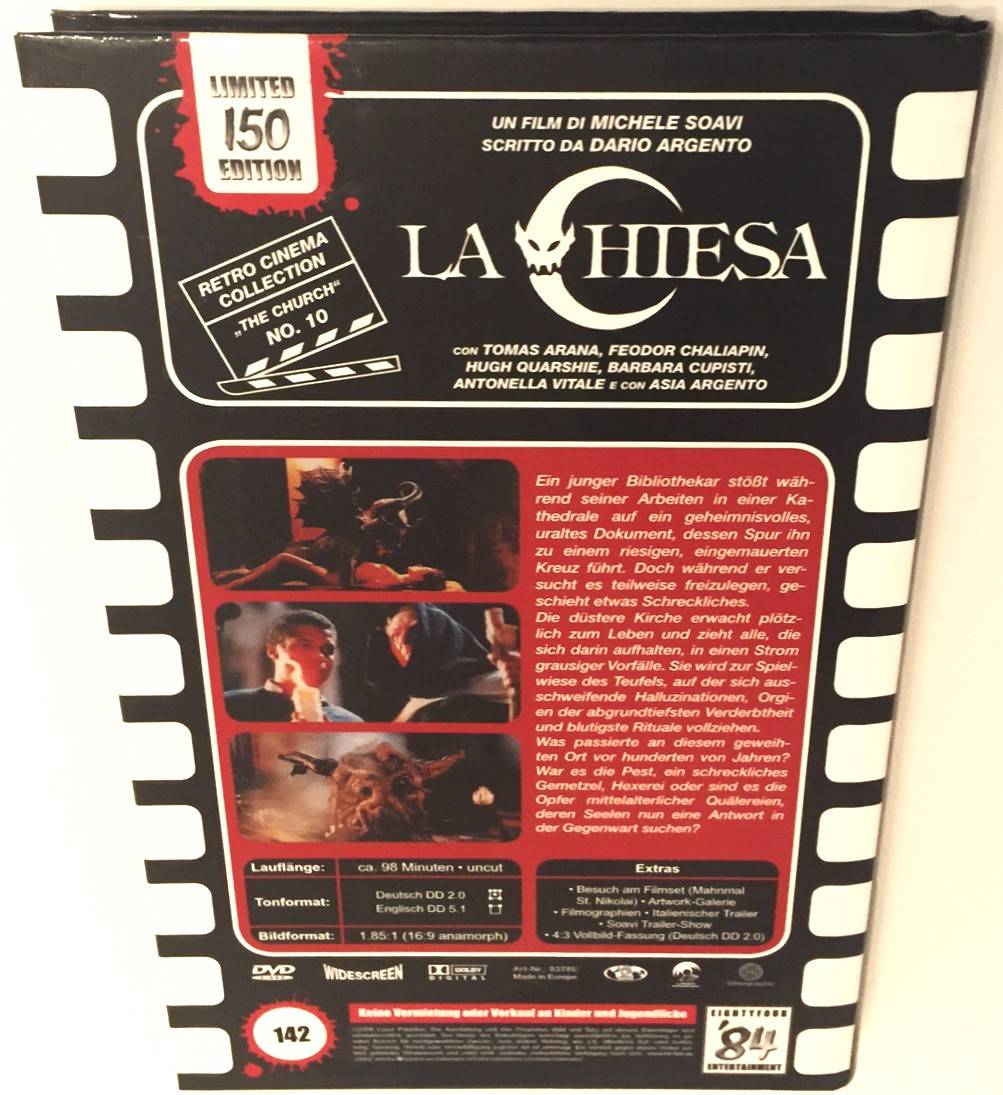 LIMITED
150
EDITION
UN FILM DI MICHELE SOAVI
SCRITTO DA DARIO ARGENTO
LA CHIESA
RETRO CINEMA
COLLECTION
„THE CHURCH“
NO. 10
CON TOMAS ARANA, FEODOR CHALIAPIN,
HUGH QUARSHIE, BARBARA CUPISTI,
ANTONELLA VITALE E CON ASIA ARGENTO
Ein junger Bibliothekar stößt wäh-
rend seiner Arbeiten in einer Ka-
thedrale auf ein geheimnisvolles,
uraltes Dokument, dessen Spur ihn
zu einem riesigen, eingemauerten
Kreuz führt. Doch während er ver-
sucht es teilweise freizulegen, ge-
schieht etwas Schreckliches.
Die düstere Kirche erwacht plötz-
lich zum Leben und zieht alle, die
sich darin aufhalten, in einen Strom
grausiger Vorfälle. Sie wird zur Spiel-
wiese des Teufels, auf der sich aus-
schweifende Halluzinationen, Orgi-
en der abgrundtiefsten Verderbtheit
und blutigste Rituale vollziehen.
Was passierte an diesem geweih-
ten Ort vor hunderten von Jahren?
War es die Pest, ein schreckliches
Gemetzel, Hexerei oder sind es die
Opfer mittelalterlicher Quälereien,
deren Seelen nun eine Antwort in
der Gegenwart suchen?
Lauflänge: ca. 98 Minuten • uncut
Tonformat: Deutsch DD 2.0
Englisch DD 5.1
Bildformat: 1.85:1 (16:9 anamorph)
Extras
• Besuch am Filmset (Mahnmal
St. Nikolai) • Artwork-Galerie
• Filmographien • Italienischer Trailer
• Soavi Trailer-Show
• 4:3 Vollbild-Fassung (Deutsch DD 2.0)
DVD
VIDEO
WIDESCREEN
DOLBY
DIGITAL
Art-Nr.
Made in Europe
142
Keine Vermietung oder Verkauf an Kinder und Jugendliche
EIGHTYFOUR
'84
ENTERTAINMENT